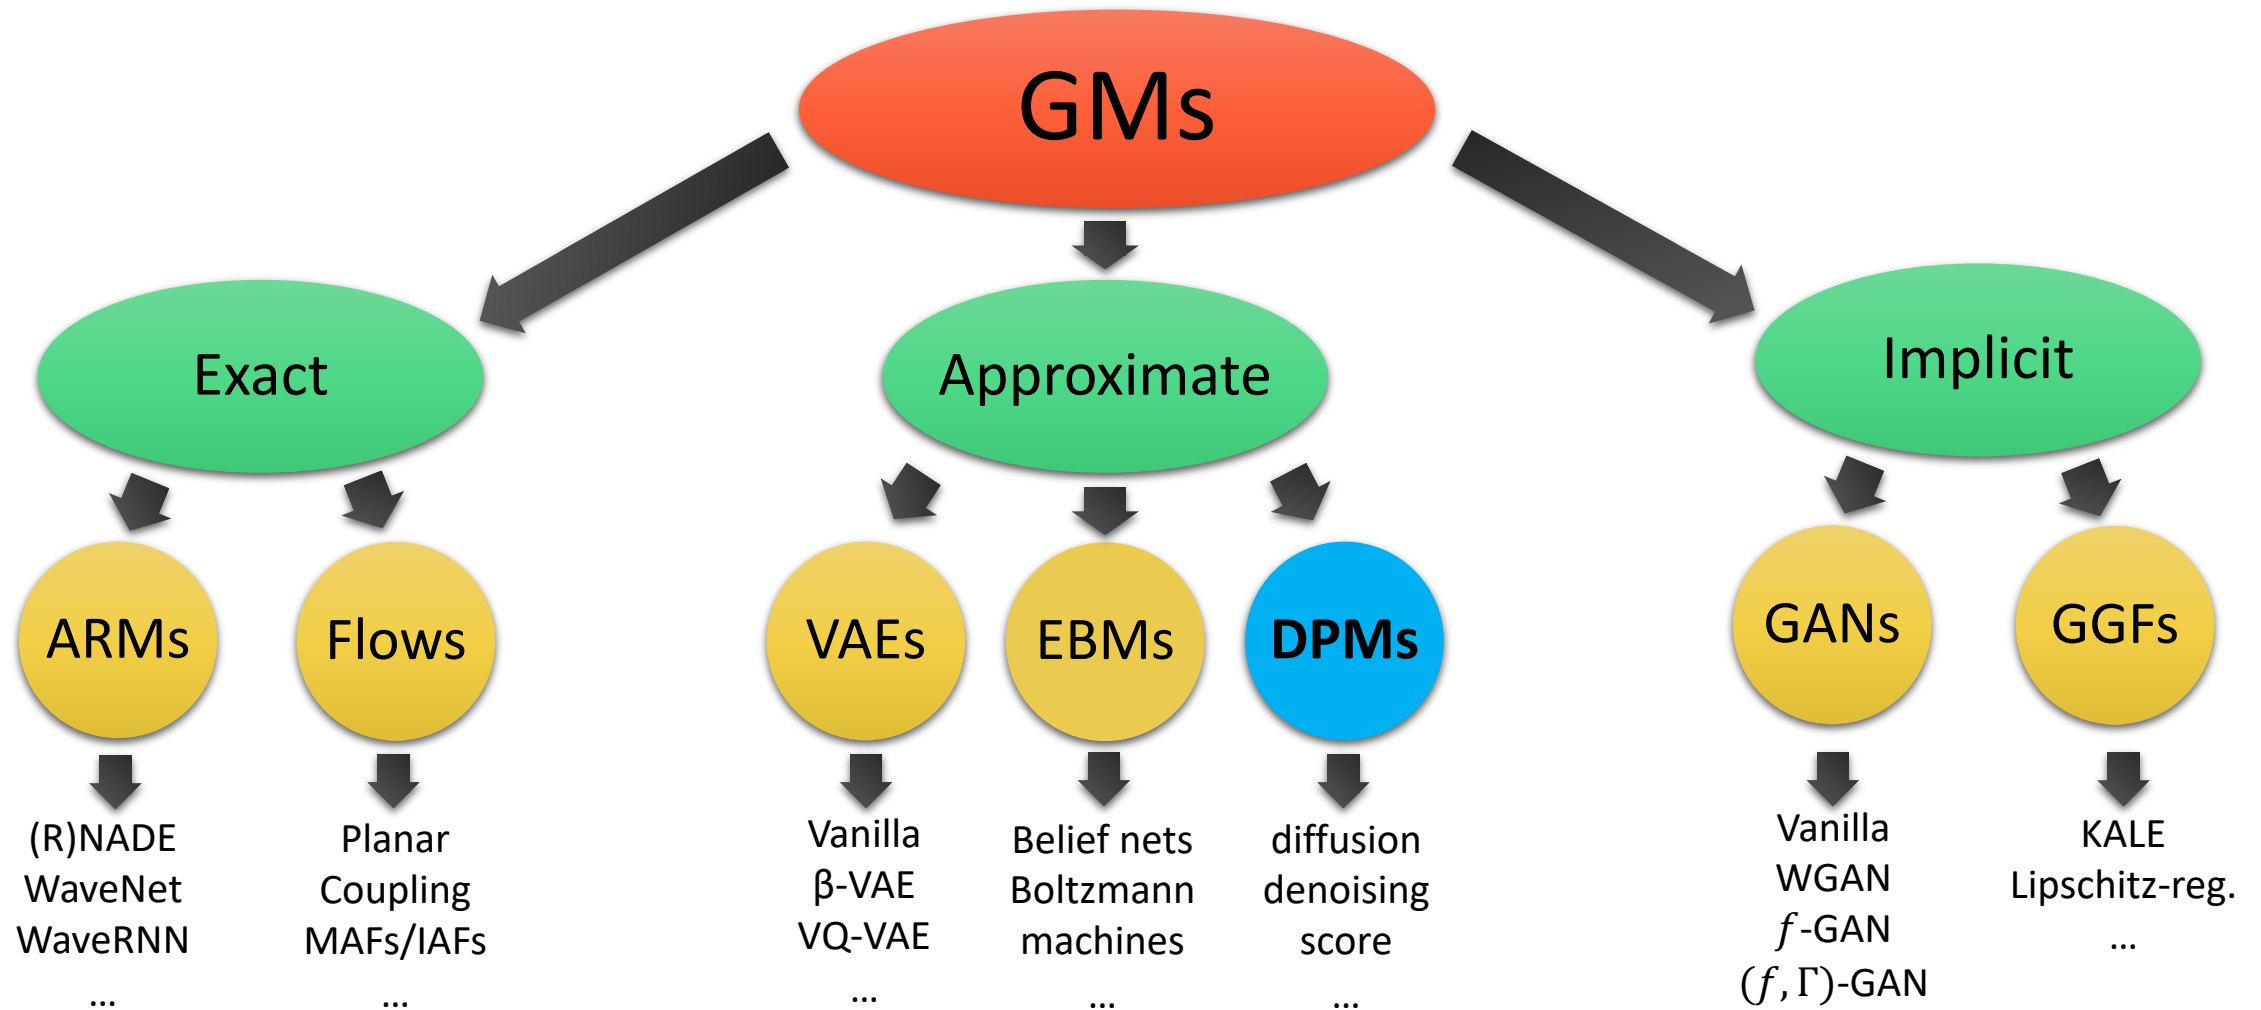 GMs
Exact
Approximate
Implicit
ARMs
Flows
VAEs
EBMs
DPMs
GANs
GGFs
(R)NADE
WaveNet
WaveRNN
...
Planar
Coupling
MAFs/IAFs
...
Vanilla
β-VAE
VQ-VAE
...
Belief nets
Boltzmann
machines
...
diffusion
denoising
score
...
Vanilla
WGAN
f-GAN
(f, Γ)-GAN
KALE
Lipschitz-reg.
...